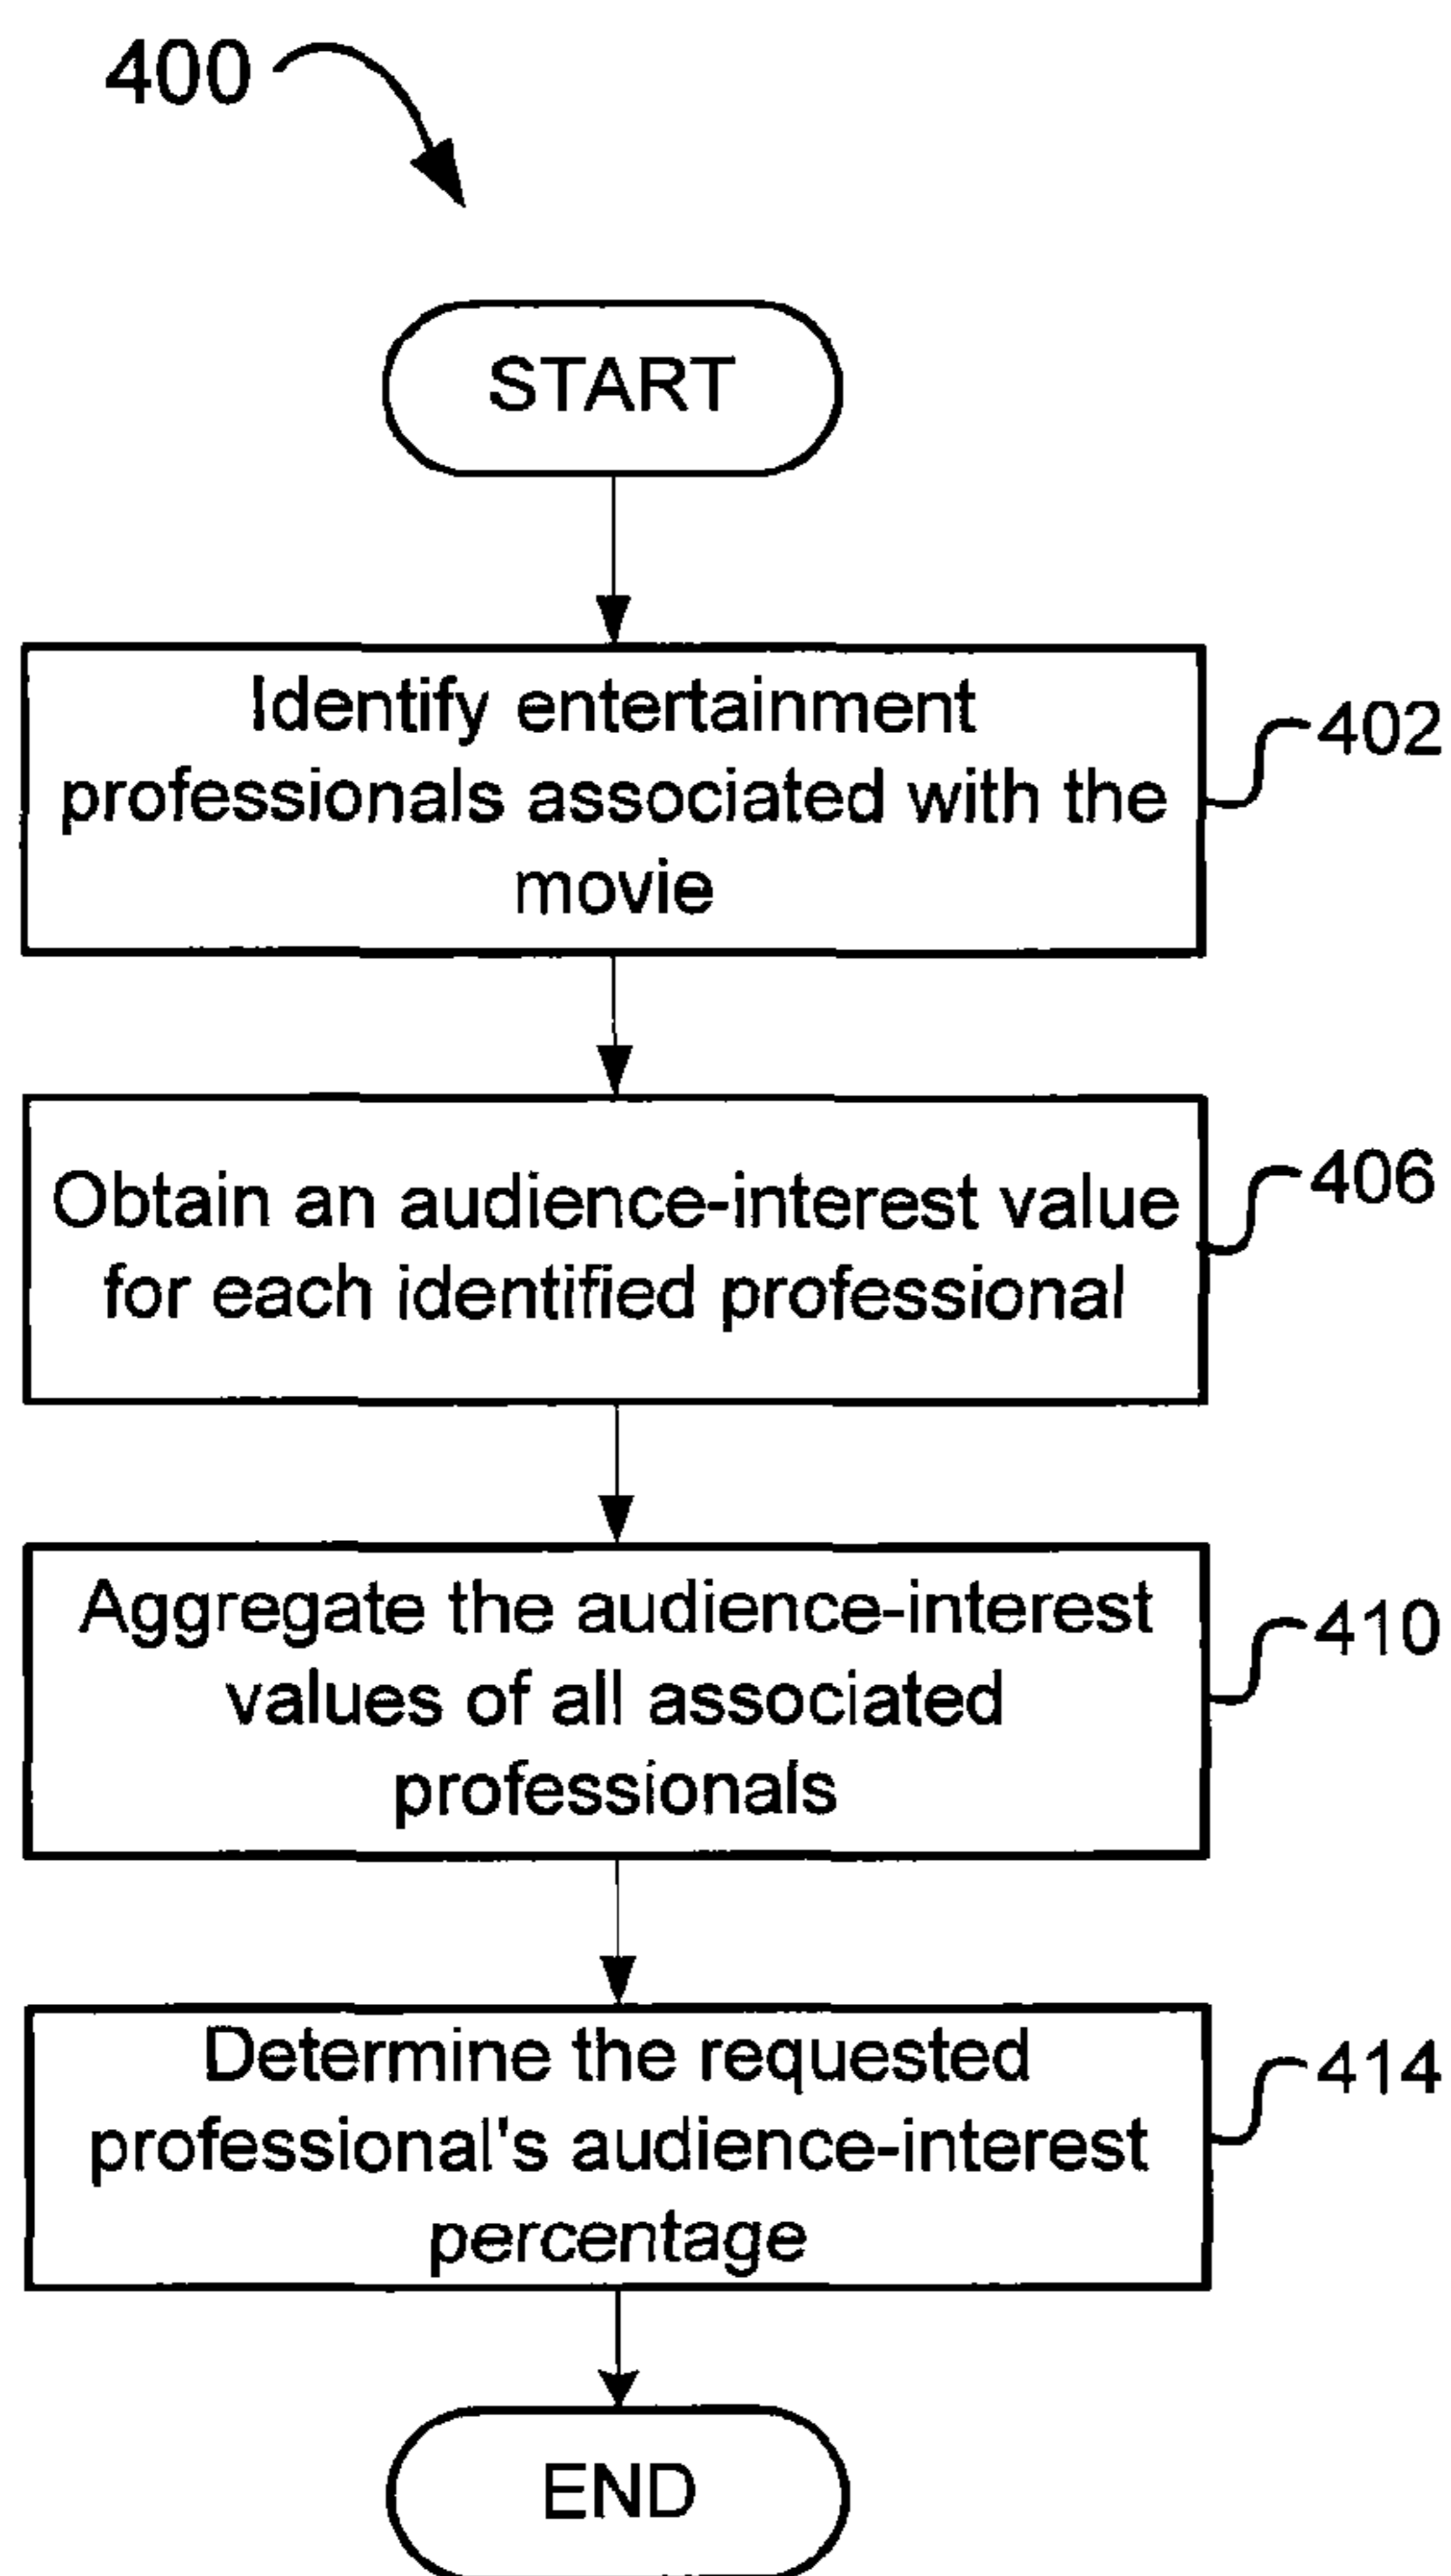 400
START
Identify entertainment
professionals associated with the
movie
402
Obtain an audience-interest value
for each identified professional
406
Aggregate the audience-interest
values of all associated
professionals
410
Determine the requested
professional's audience-interest
percentage
414
END